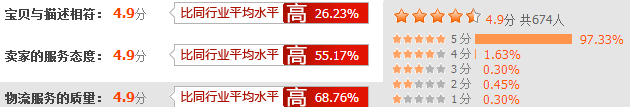 宝贝与描述相符：4.9分 比同行业平均水平 高 26.23%
卖家的服务态度：4.9分 比同行业平均水平 高 55.17%
物流服务的质量：4.9分 比同行业平均水平 高 68.76%
4.9分 共674人
5分 97.33%
4分 1.63%
3分 0.30%
2分 0.45%
1分 0.30%